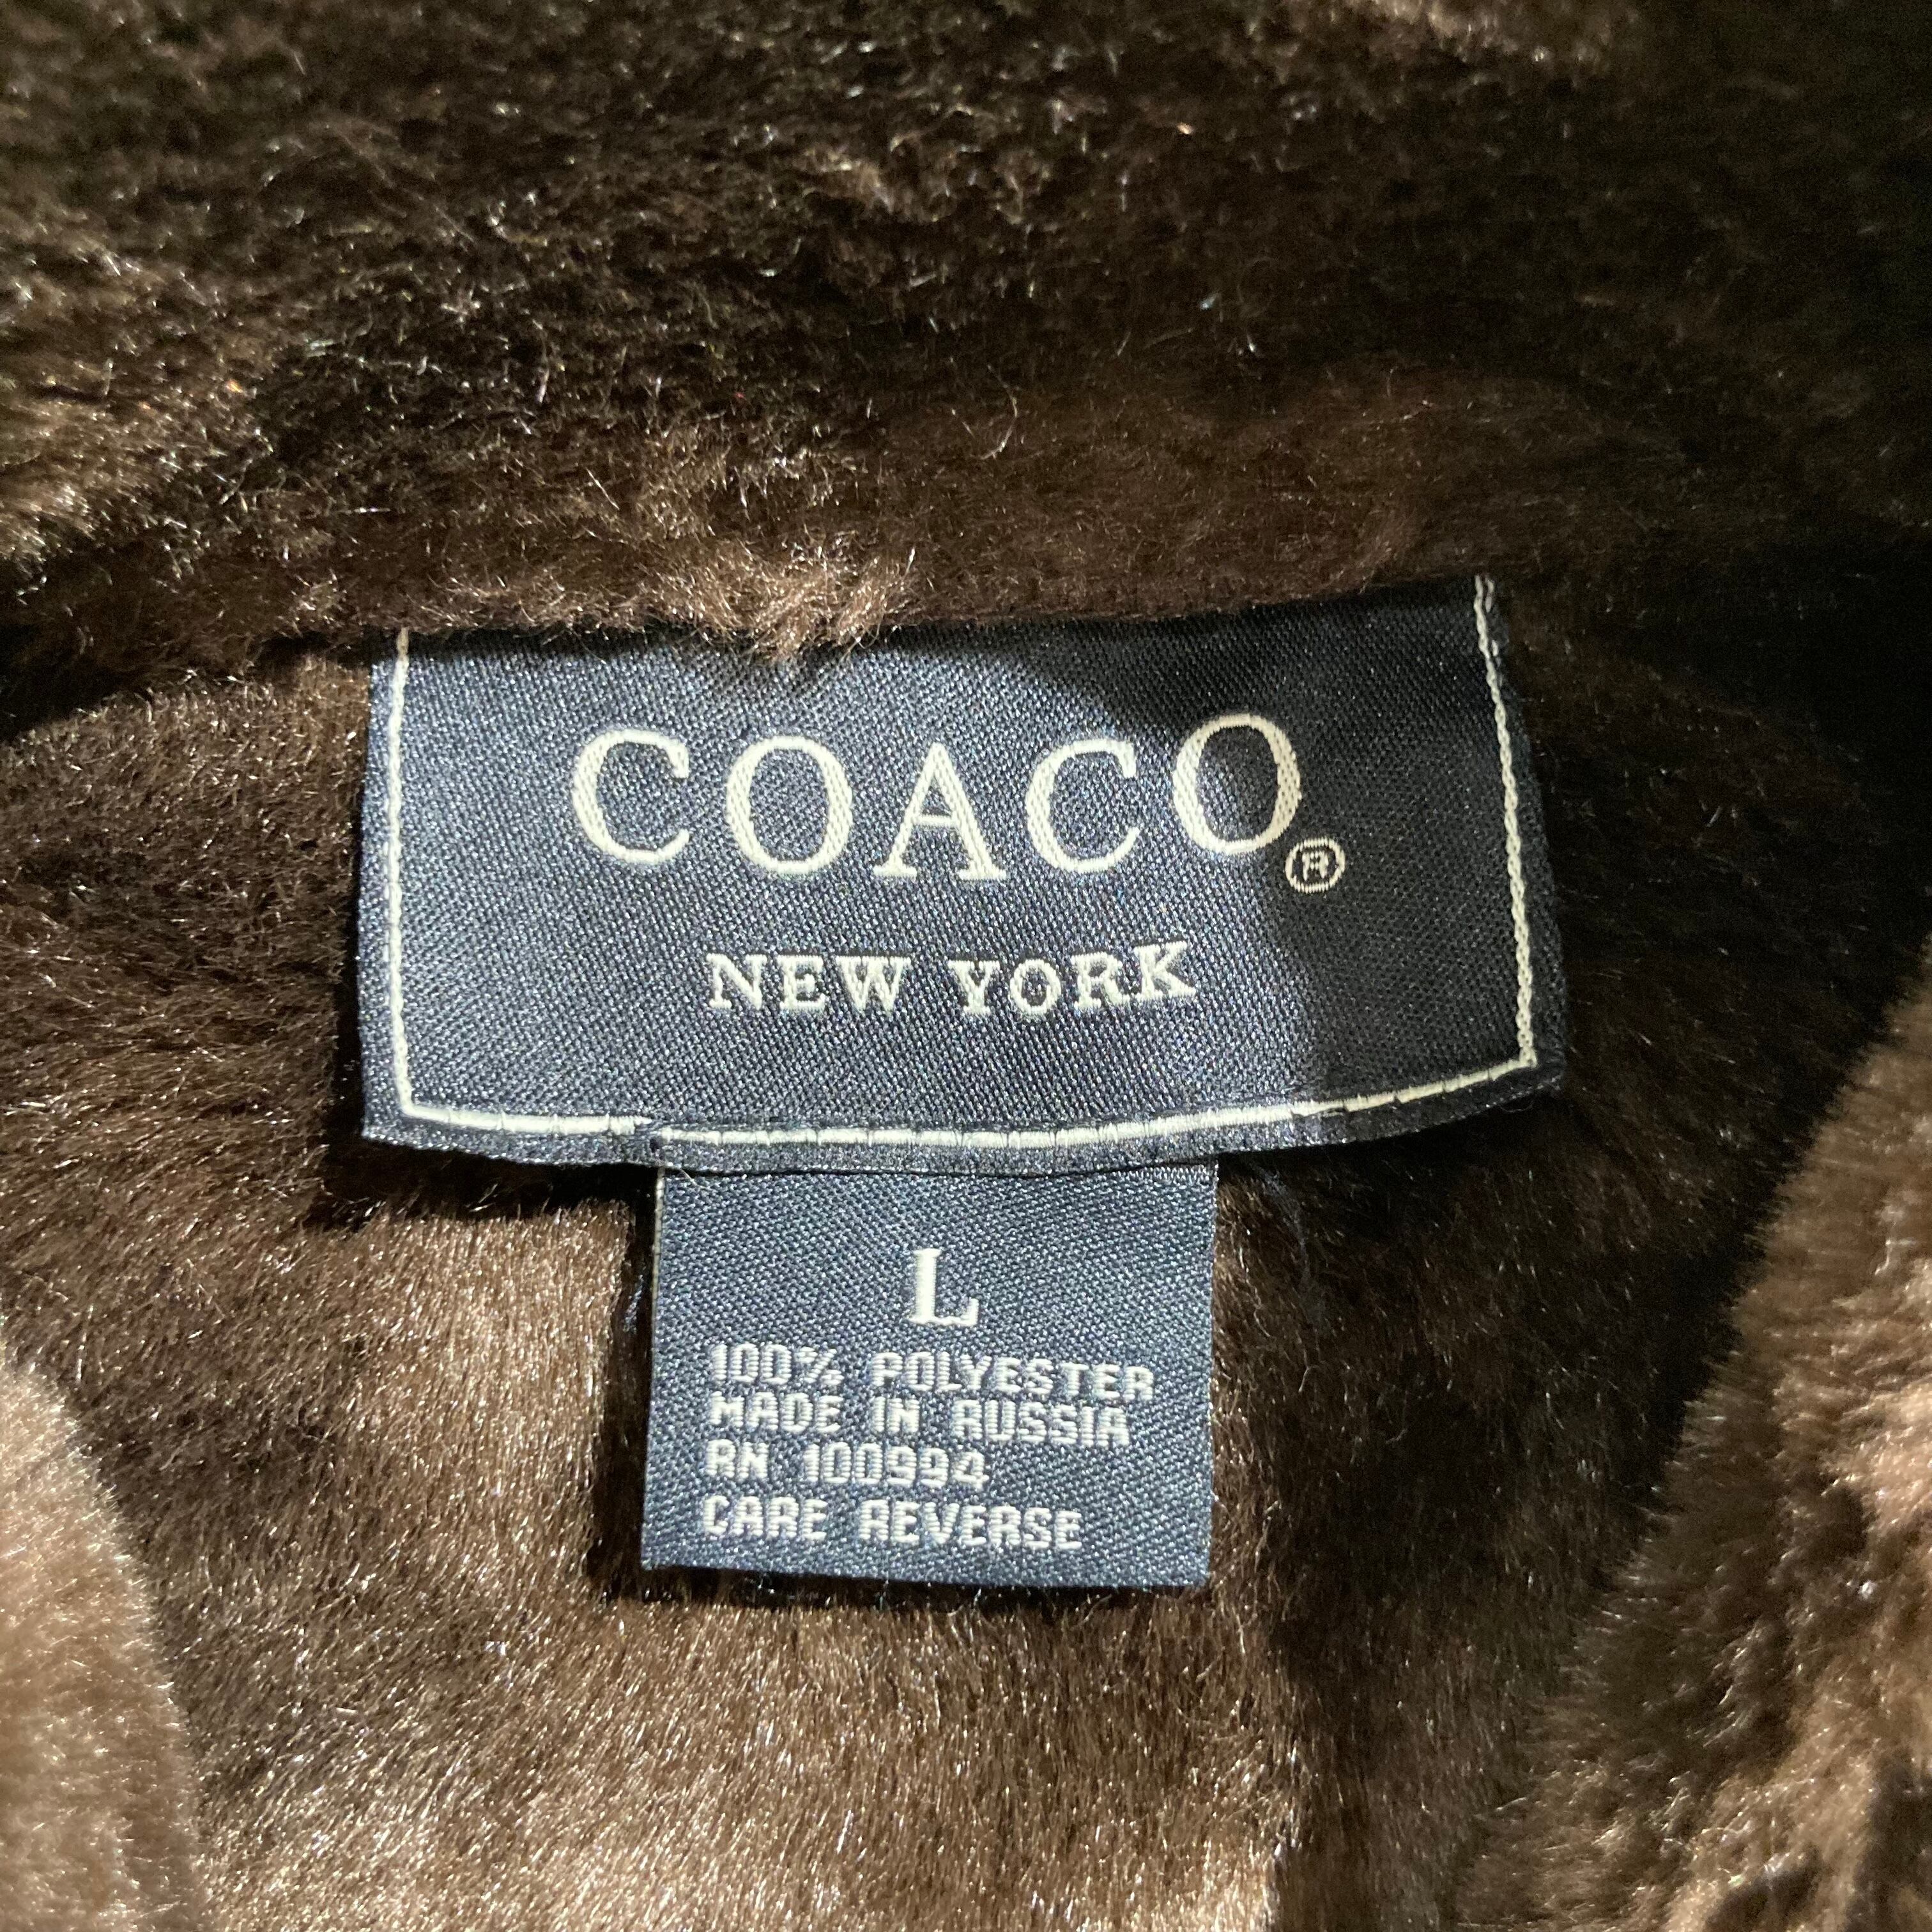 COACO®
NEW YORK
L
100% POLYESTER
MADE IN RUSSIA
RN 100994
CARE REVERSE